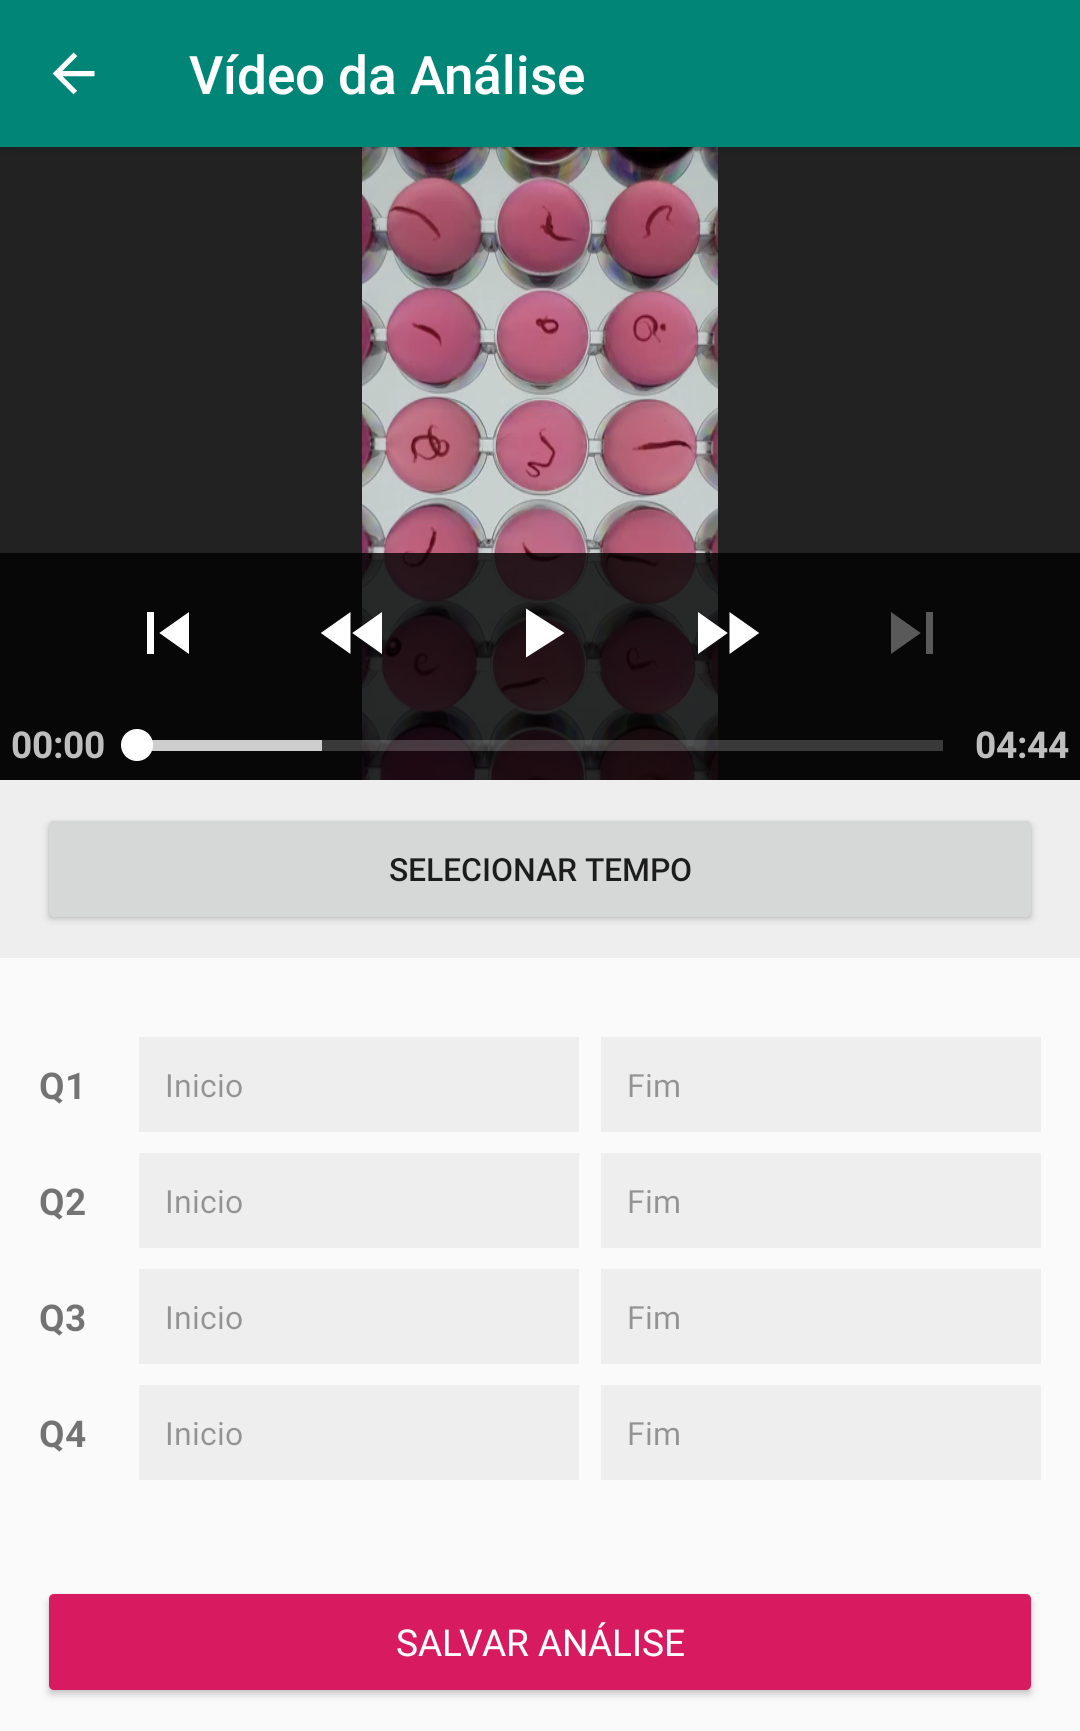 Vídeo da Análise
00:00 04:44
SELECIONAR TEMPO
Q1 Inicio Fim
Q2 Inicio Fim
Q3 Inicio Fim
Q4 Inicio Fim
SALVAR ANÁLISE